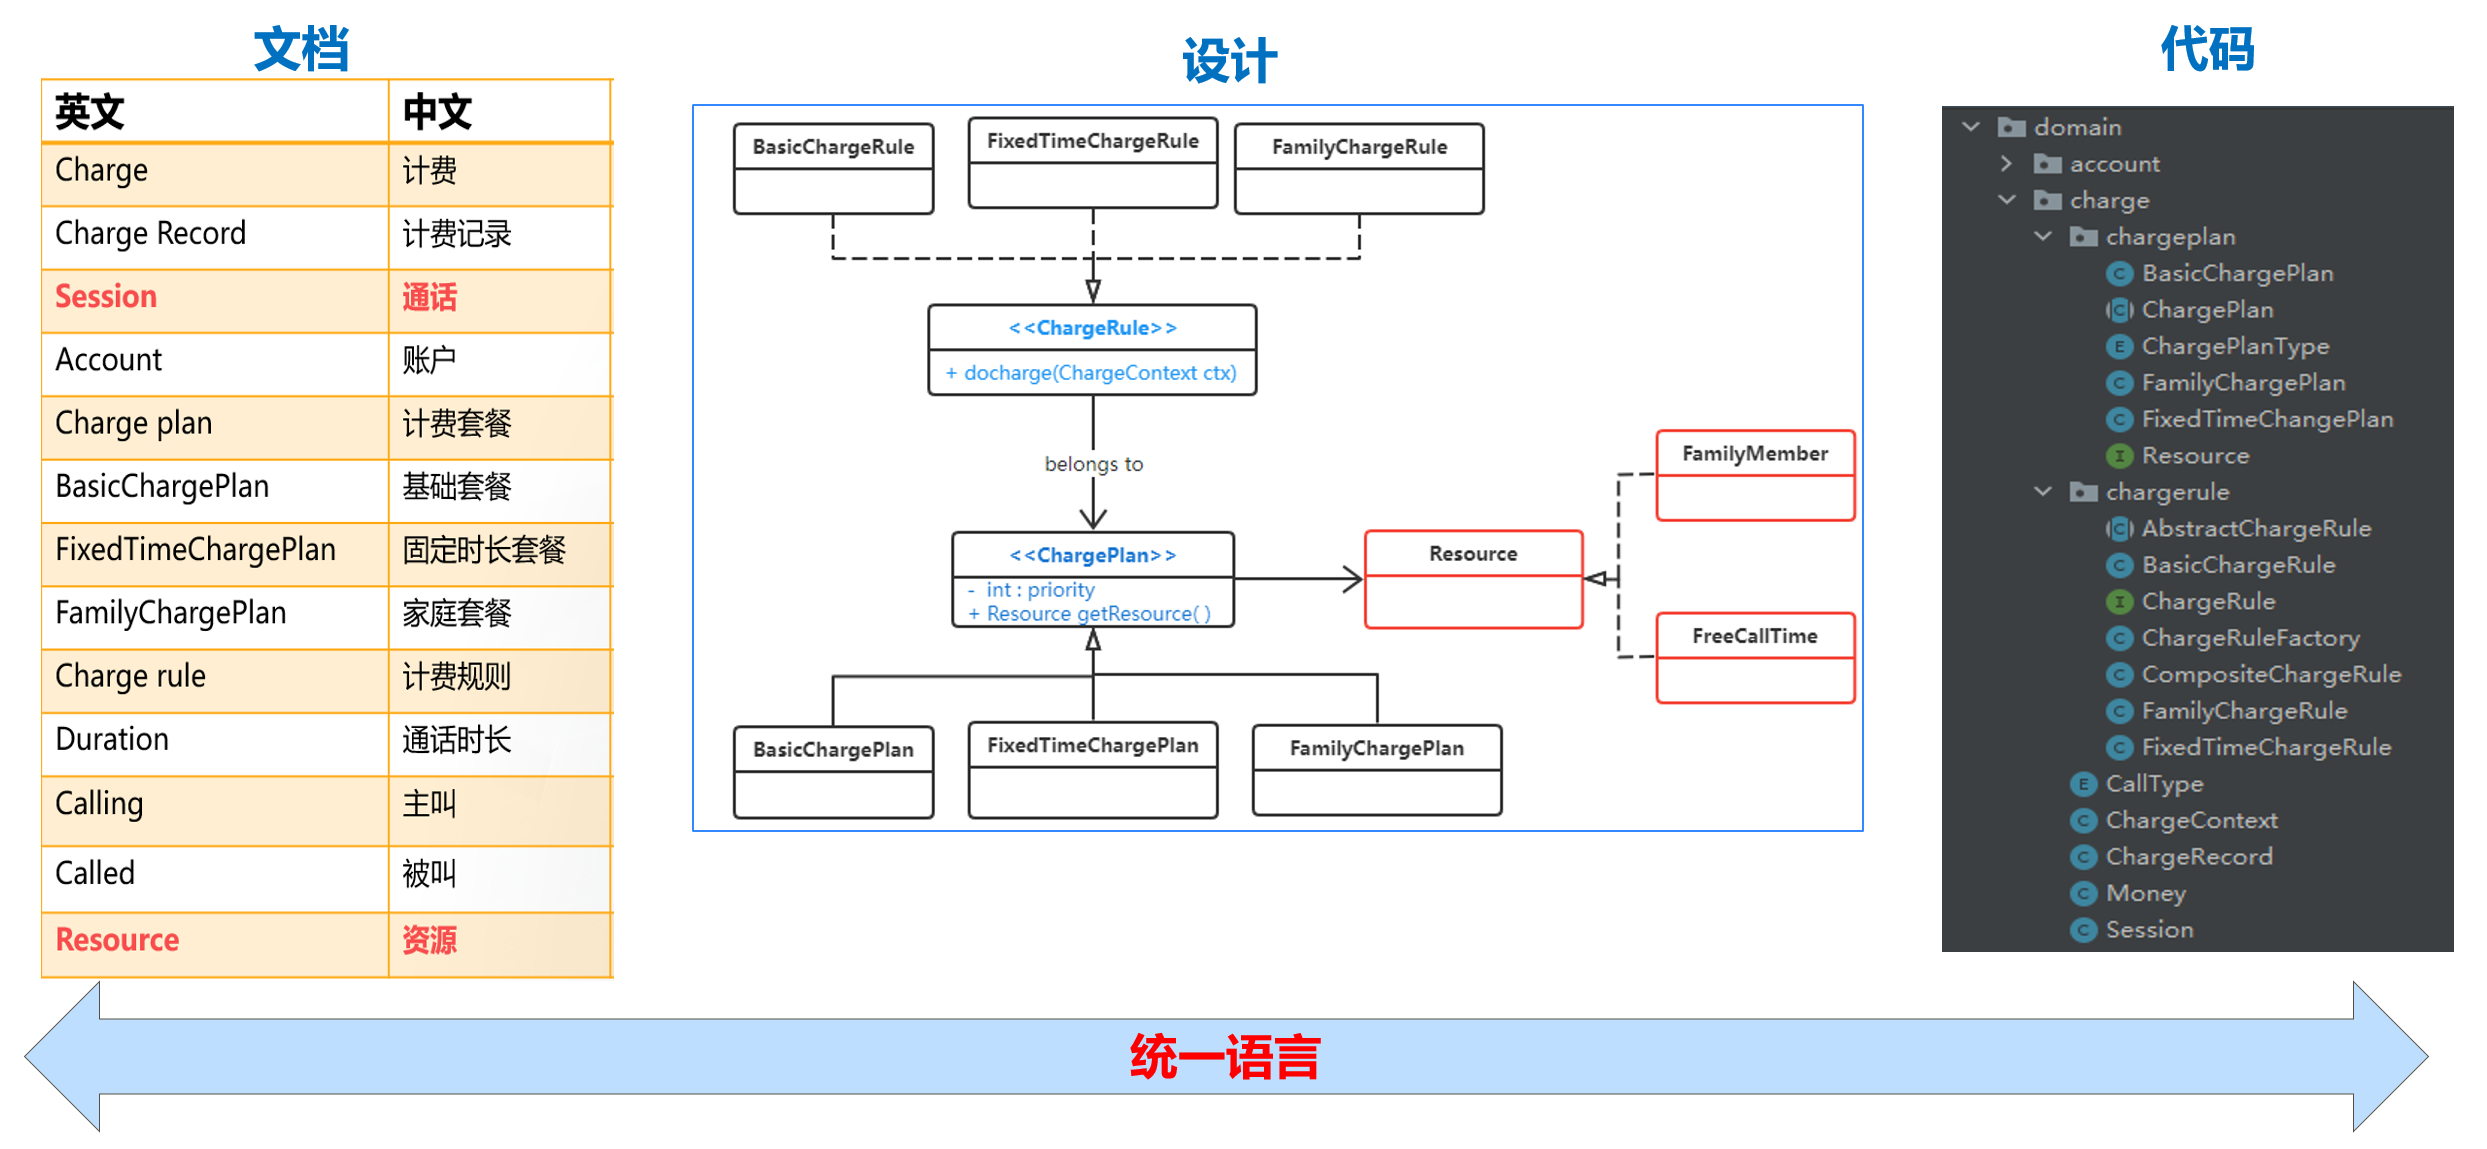 文档
英文 中文
Charge 计费
Charge Record 计费记录
Session 通话
Account 账户
Charge plan 计费套餐
BasicChargePlan 基础套餐
FixedTimeChargePlan 固定时长套餐
FamilyChargePlan 家庭套餐
Charge rule 计费规则
Duration 通话时长
Calling 主叫
Called 被叫
Resource 资源
设计
BasicChargeRule
FixedTimeChargeRule
FamilyChargeRule
<<ChargeRule>>
+ docharge(ChargeContext ctx)
belongs to
<<ChargePlan>>
- int : priority
+ Resource getResource( )
Resource
FamilyMember
FreeCallTime
BasicChargePlan
FixedTimeChargePlan
FamilyChargePlan
代码
domain
account
charge
chargeplan
C BasicChargePlan
C ChargePlan
E ChargePlanType
C FamilyChargePlan
C FixedTimeChangePlan
I Resource
chargerule
C AbstractChargeRule
C BasicChargeRule
I ChargeRule
C ChargeRuleFactory
C CompositeChargeRule
C FamilyChargeRule
C FixedTimeChargeRule
E CallType
C ChargeContext
C ChargeRecord
C Money
C Session
统一语言